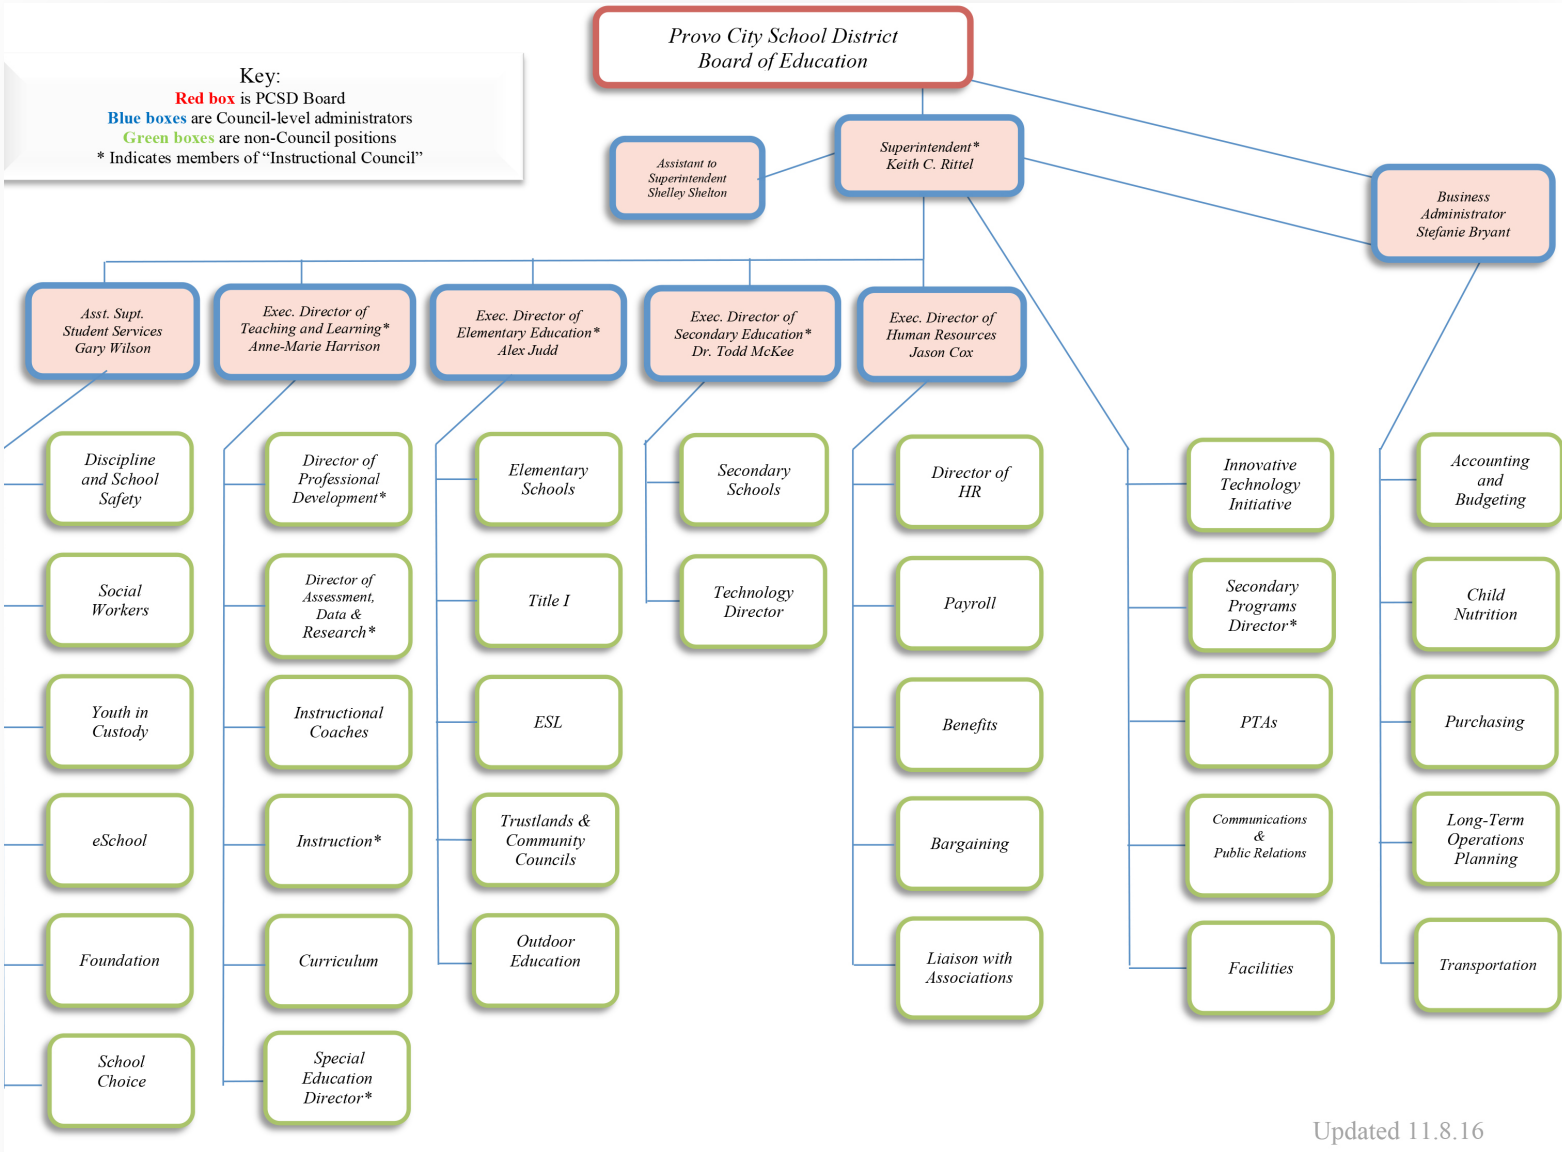 Provo City School District
Board of Education
Key:
Red box is PCSD Board
Blue boxes are Council-level administrators
Green boxes are non-Council positions
* Indicates members of “Instructional Council”
Superintendent*
Keith C. Rittel
Assistant to
Superintendent
Shelley Shelton
Business
Administrator
Stefanie Bryant
Asst. Supt.
Student Services
Gary Wilson
Exec. Director of
Teaching and Learning*
Anne-Marie Harrison
Exec. Director of
Elementary Education*
Alex Judd
Exec. Director of
Secondary Education*
Dr. Todd McKee
Exec. Director of
Human Resources
Jason Cox
Discipline
and School
Safety
Social
Workers
Youth in
Custody
eSchool
Foundation
School
Choice
Director of
Professional
Development*
Director of
Assessment,
Data &
Research*
Instructional
Coaches
Instruction*
Curriculum
Special
Education
Director*
Elementary
Schools
Title I
ESL
Trustlands &
Community
Councils
Outdoor
Education
Secondary
Schools
Technology
Director
Director of
HR
Payroll
Benefits
Bargaining
Liaison with
Associations
Innovative
Technology
Initiative
Secondary
Programs
Director*
PTAs
Communications
&
Public Relations
Facilities
Accounting
and
Budgeting
Child
Nutrition
Purchasing
Long-Term
Operations
Planning
Transportation
Updated 11.8.16